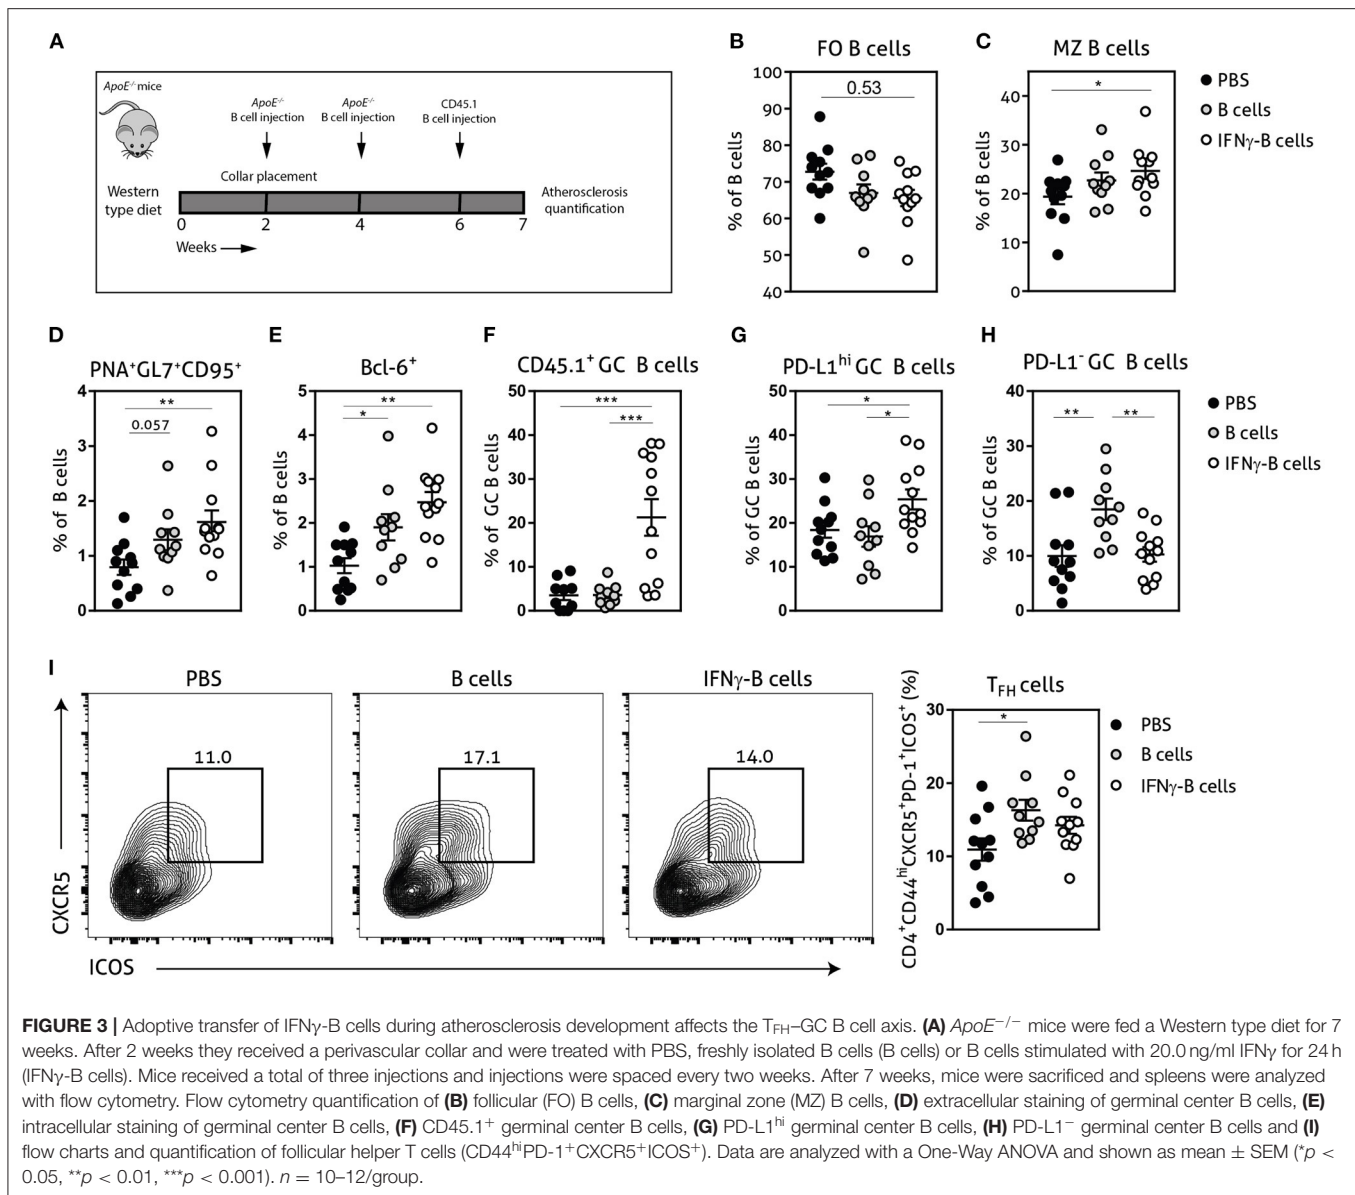 A
ApoE-/- mice
ApoE-/-
B cell injection
ApoE-/-
B cell injection
CD45.1
B cell injection
Collar placement
Western
type diet
0
2
4
6
7
Atherosclerosis
quantification
Weeks
B
FO B cells
% of B cells
100
90
80
70
60
50
40
0.53
C
MZ B cells
% of B cells
40
30
20
10
0
*
PBS
B cells
IFNγ-B cells
D
PNA⁺GL7⁺CD95⁺
% of B cells
4
3
2
1
0
**
0.057
E
Bcl-6⁺
% of B cells
5
4
3
2
1
0
**
*
F
CD45.1⁺ GC B cells
% of GC B cells
50
40
30
20
10
0
***
***
G
PD-L1ʰⁱ GC B cells
% of GC B cells
50
40
30
20
10
0
*
*
H
PD-L1⁻ GC B cells
% of GC B cells
40
30
20
10
0
**
**
PBS
B cells
IFNγ-B cells
I
PBS
11.0
B cells
17.1
IFNγ-B cells
14.0
CXCR5
ICOS
TFH cells
CD4⁺CD44ʰⁱCXCR5⁺PD-1⁺ICOS⁺ (%)
30
20
10
0
*
PBS
B cells
IFNγ-B cells
FIGURE 3 | Adoptive transfer of IFNγ-B cells during atherosclerosis development affects the TFH–GC B cell axis. (A) ApoE−/− mice were fed a Western type diet for 7
weeks. After 2 weeks they received a perivascular collar and were treated with PBS, freshly isolated B cells (B cells) or B cells stimulated with 20.0 ng/ml IFNγ for 24 h
(IFNγ-B cells). Mice received a total of three injections and injections were spaced every two weeks. After 7 weeks, mice were sacrificed and spleens were analyzed
with flow cytometry. Flow cytometry quantification of (B) follicular (FO) B cells, (C) marginal zone (MZ) B cells, (D) extracellular staining of germinal center B cells, (E)
intracellular staining of germinal center B cells, (F) CD45.1⁺ germinal center B cells, (G) PD-L1ʰⁱ germinal center B cells, (H) PD-L1⁻ germinal center B cells and (I)
flow charts and quantification of follicular helper T cells (CD44ʰⁱPD-1⁺CXCR5⁺ICOS⁺). Data are analyzed with a One-Way ANOVA and shown as mean ± SEM (*p <
0.05, **p < 0.01, ***p < 0.001). n = 10–12/group.